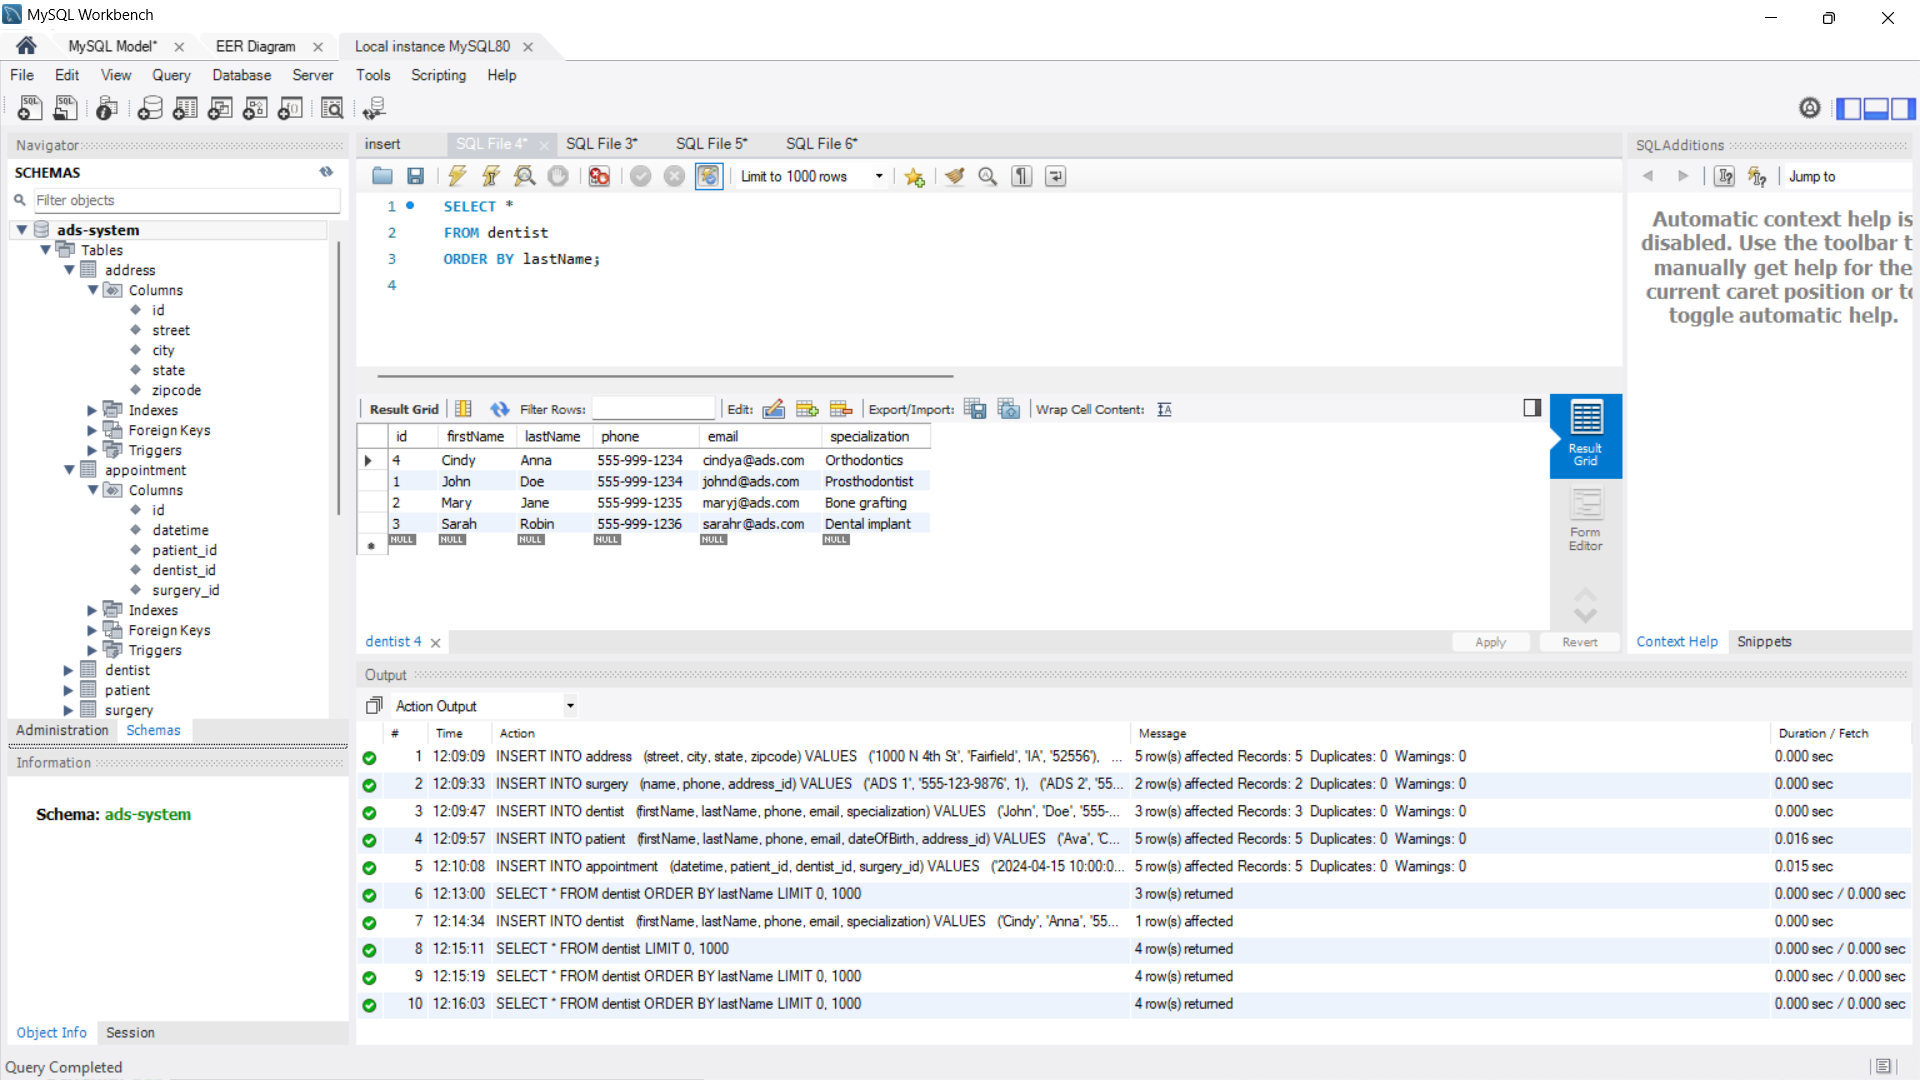 MySQL Workbench
MySQL Model* EER Diagram Local instance MySQL80
File Edit View Query Database Server Tools Scripting Help
Navigator
SCHEMAS
Filter objects
ads-system
Tables
address
Columns
id
street
city
state
zipcode
Indexes
Foreign Keys
Triggers
appointment
Columns
id
datetime
patient_id
dentist_id
surgery_id
Indexes
Foreign Keys
Triggers
dentist
patient
surgery
Administration Schemas
Information
Schema: ads-system
Object Info Session
insert SQL File 4* SQL File 3* SQL File 5* SQL File 6*
Limit to 1000 rows
1 SELECT *
2 FROM dentist
3 ORDER BY lastName;
4
Result Grid Filter Rows: Edit: Export/Import: Wrap Cell Content:
id firstName lastName phone email specialization
4 Cindy Anna 555-999-1234 cindya@ads.com Orthodontics
1 John Doe 555-999-1234 johnd@ads.com Prosthodontist
2 Mary Jane 555-999-1235 maryj@ads.com Bone grafting
3 Sarah Robin 555-999-1236 sarahr@ads.com Dental implant
NULL NULL NULL NULL NULL NULL
Result
Grid
Form
Editor
dentist 4 Apply Revert
SQLAdditions
Jump to
Automatic context help is
disabled. Use the toolbar t
manually get help for the
current caret position or to
toggle automatic help.
Context Help Snippets
Output
Action Output
# Time Action Message Duration / Fetch
1 12:09:09 INSERT INTO address (street, city, state, zipcode) VALUES ('1000 N 4th St', 'Fairfield', 'IA', '52556'), ... 5 row(s) affected Records: 5 Duplicates: 0 Warnings: 0 0.000 sec
2 12:09:33 INSERT INTO surgery (name, phone, address_id) VALUES ('ADS 1', '555-123-9876', 1), ('ADS 2', '55... 2 row(s) affected Records: 2 Duplicates: 0 Warnings: 0 0.000 sec
3 12:09:47 INSERT INTO dentist (firstName, lastName, phone, email, specialization) VALUES ('John', 'Doe', '555-... 3 row(s) affected Records: 3 Duplicates: 0 Warnings: 0 0.000 sec
4 12:09:57 INSERT INTO patient (firstName, lastName, phone, email, dateOfBirth, address_id) VALUES ('Ava', 'C... 5 row(s) affected Records: 5 Duplicates: 0 Warnings: 0 0.016 sec
5 12:10:08 INSERT INTO appointment (datetime, patient_id, dentist_id, surgery_id) VALUES ('2024-04-15 10:00:0... 5 row(s) affected Records: 5 Duplicates: 0 Warnings: 0 0.015 sec
6 12:13:00 SELECT * FROM dentist ORDER BY lastName LIMIT 0, 1000 3 row(s) returned 0.000 sec / 0.000 sec
7 12:14:34 INSERT INTO dentist (firstName, lastName, phone, email, specialization) VALUES ('Cindy', 'Anna', '55... 1 row(s) affected 0.000 sec
8 12:15:11 SELECT * FROM dentist LIMIT 0, 1000 4 row(s) returned 0.000 sec / 0.000 sec
9 12:15:19 SELECT * FROM dentist ORDER BY lastName LIMIT 0, 1000 4 row(s) returned 0.000 sec / 0.000 sec
10 12:16:03 SELECT * FROM dentist ORDER BY lastName LIMIT 0, 1000 4 row(s) returned 0.000 sec / 0.000 sec
Query Completed